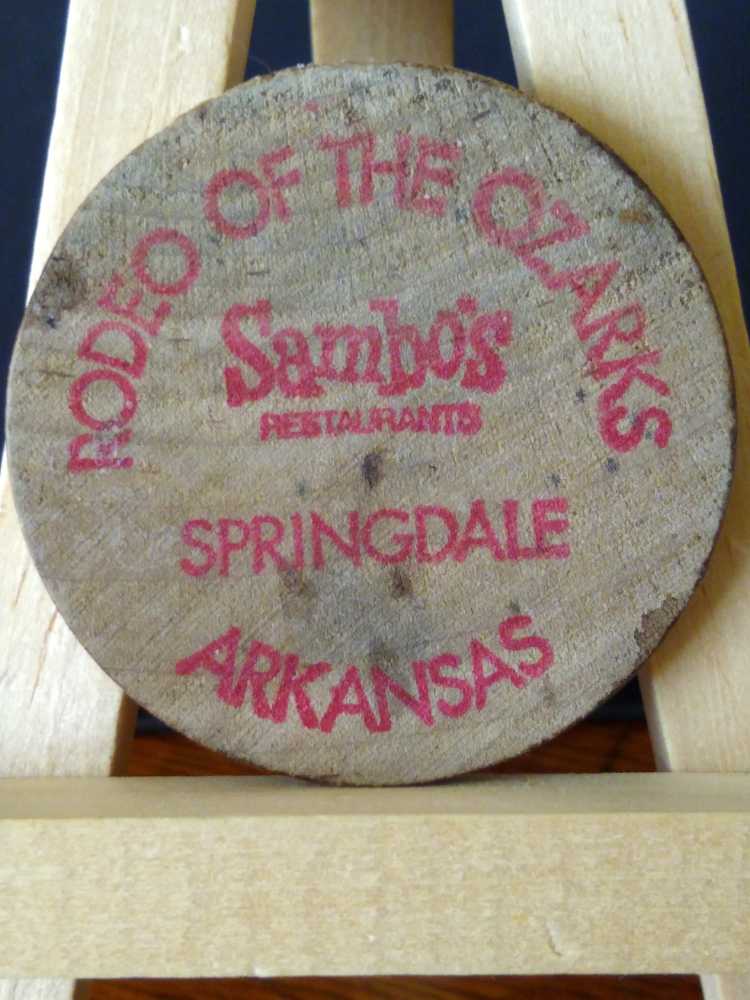 RODEO OF THE OZARKS
Sambo's
RESTAURANTS
SPRINGDALE
ARKANSAS